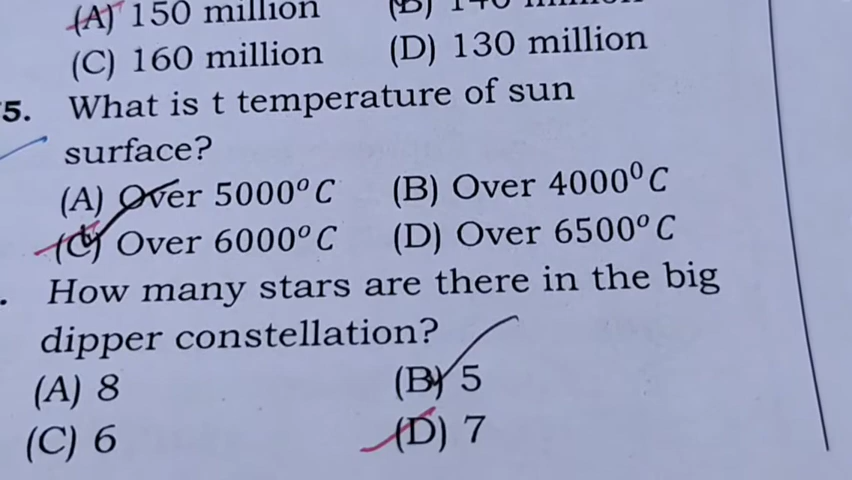 (A) 150 million
(C) 160 million (D) 130 million
5. What is t temperature of sun
surface?
(A) Over 5000°C (B) Over 4000⁰C
(C) Over 6000°C (D) Over 6500°C
. How many stars are there in the big
dipper constellation?
(A) 8 (B) 5
(C) 6 (D) 7